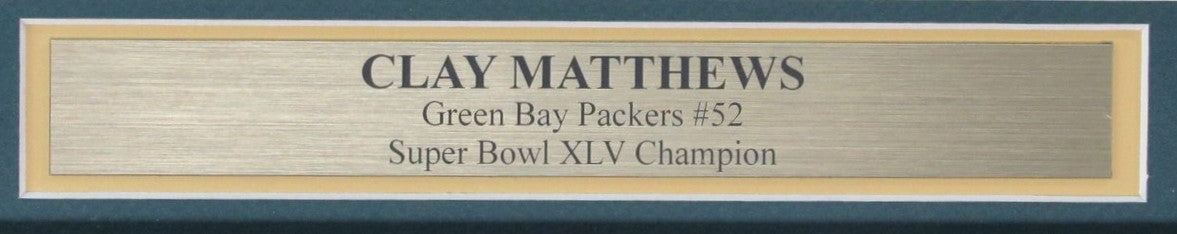 CLAY MATTHEWS
Green Bay Packers #52
Super Bowl XLV Champion